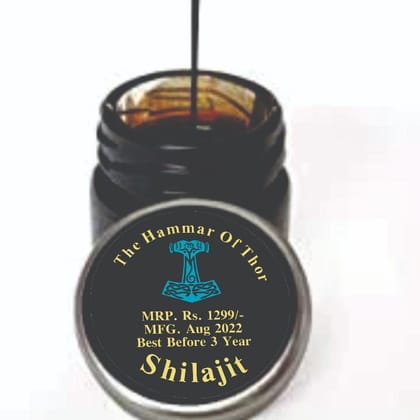 The Hammar Of Thor
MRP. Rs. 1299/-
MFG. Aug 2022
Best Before 3 Year
Shilajit